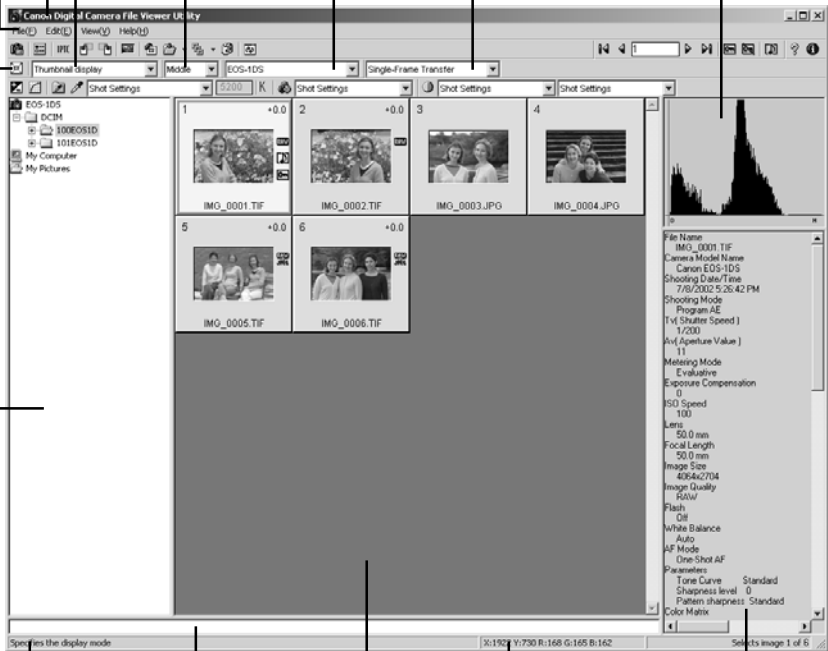 Canon Digital Camera File Viewer Utility
File(F) Edit(E) View(V) Help(H)
IPTC 1
Thumbnail display Middle EOS-1DS Single-Frame Transfer
Shot Settings 5200 K Shot Settings Shot Settings Shot Settings
EOS-1DS
DCIM
100EOS1D
101EOS1D
My Computer
My Pictures
1 +0.0
IMG_0001.TIF
2 +0.0
IMG_0002.TIF
3
IMG_0003.JPG
4
IMG_0004.JPG
5 +0.0
IMG_0005.TIF
6 +0.0
IMG_0006.TIF
File Name
IMG_0001.TIF
Camera Model Name
Canon EOS-1DS
Shooting Date/Time
7/8/2002 5:26:42 PM
Shooting Mode
Program AE
Tv( Shutter Speed )
1/200
Av( Aperture Value )
11
Metering Mode
Evaluative
Exposure Compensation
0
ISO Speed
100
Lens
50.0 mm
Focal Length
50.0 mm
Image Size
4064x2704
Image Quality
RAW
Flash
Off
White Balance
Auto
AF Mode
One-Shot AF
Parameters
Tone Curve Standard
Sharpness level 0
Pattern sharpness Standard
Color Matrix
Specifies the display mode
Y:730 R:168 G:165 B:162
Selects image 1 of 6